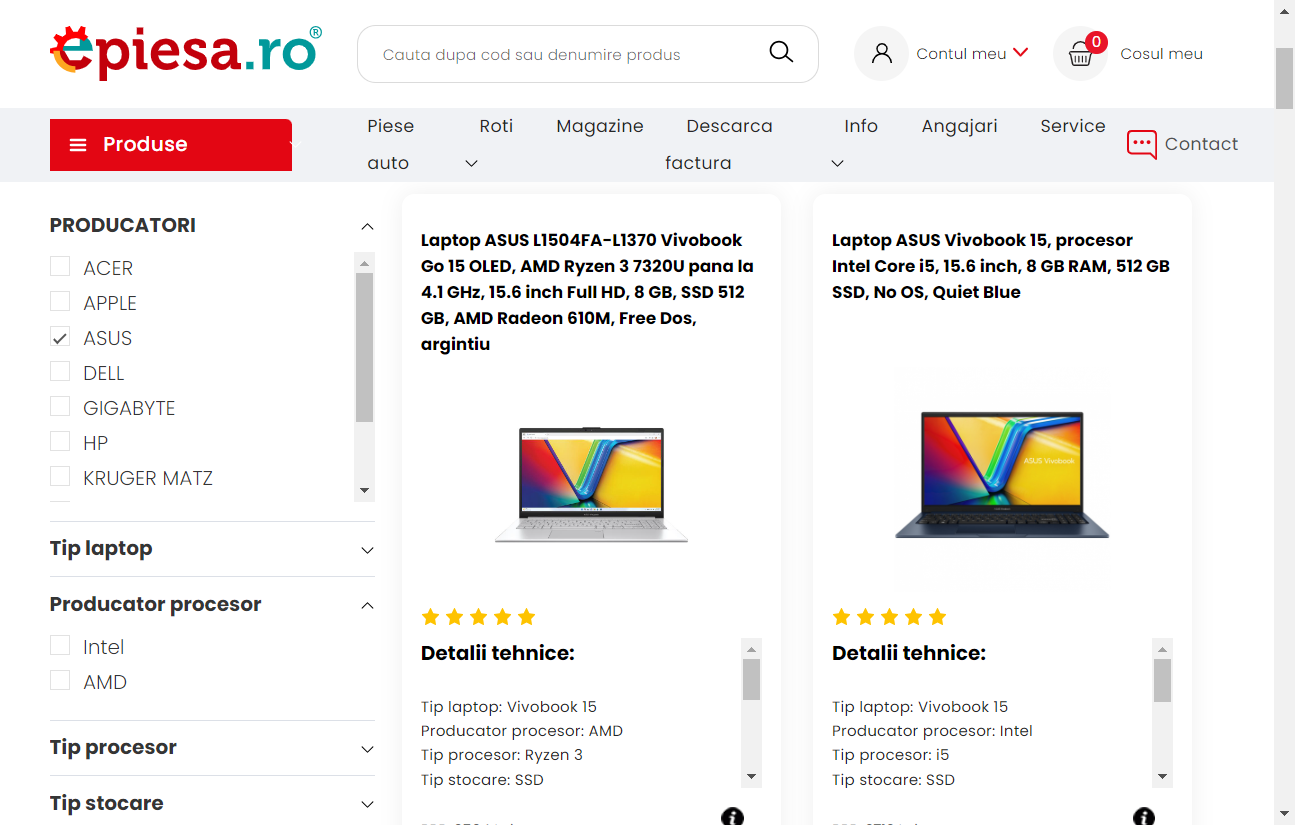 epiesa.ro®
Cauta dupa cod sau denumire produs
Contul meu
0
Cosul meu
Produse
Piese auto
Roti
Magazine
Descarca factura
Info
Angajari
Service
Contact
PRODUCATORI
ACER
APPLE
ASUS
DELL
GIGABYTE
HP
KRUGER MATZ
Tip laptop
Producator procesor
Intel
AMD
Tip procesor
Tip stocare
Laptop ASUS L1504FA-L1370 Vivobook
Go 15 OLED, AMD Ryzen 3 7320U pana la
4.1 GHz, 15.6 inch Full HD, 8 GB, SSD 512
GB, AMD Radeon 610M, Free Dos,
argintiu
Detalii tehnice:
Tip laptop: Vivobook 15
Producator procesor: AMD
Tip procesor: Ryzen 3
Tip stocare: SSD
Laptop ASUS Vivobook 15, procesor
Intel Core i5, 15.6 inch, 8 GB RAM, 512 GB
SSD, No OS, Quiet Blue
ASUS Vivobook
Detalii tehnice:
Tip laptop: Vivobook 15
Producator procesor: Intel
Tip procesor: i5
Tip stocare: SSD